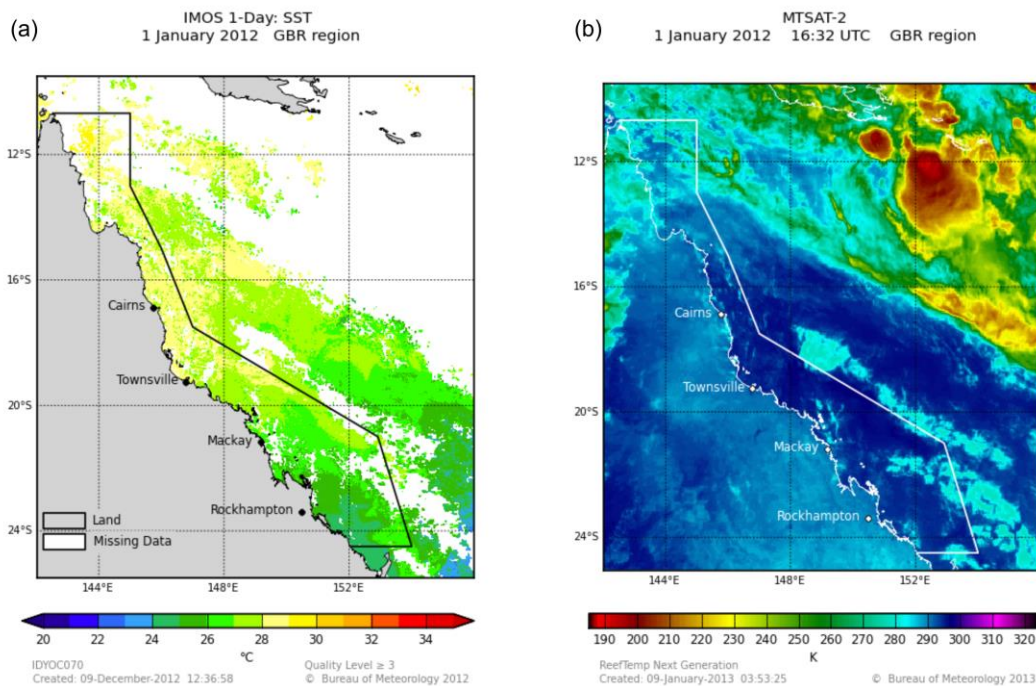 (a)
IMOS 1-Day: SST
1 January 2012 GBR region
12°S
16°S
20°S
24°S
Cairns
Townsville
Mackay
Rockhampton
Land
Missing Data
144°E 148°E 152°E
20 22 24 26 28 30 32 34
°C
IDYOC070 Quality Level ≥ 3
Created: 09-December-2012 12:36:58 © Bureau of Meteorology 2012
(b)
MTSAT-2
1 January 2012 16:32 UTC GBR region
12°S
16°S
20°S
24°S
Cairns
Townsville
Mackay
Rockhampton
144°E 148°E 152°E
190 200 210 220 230 240 250 260 270 280 290 300 310 320
K
ReefTemp Next Generation
Created: 09-January-2013 03:53:25 © Bureau of Meteorology 2013